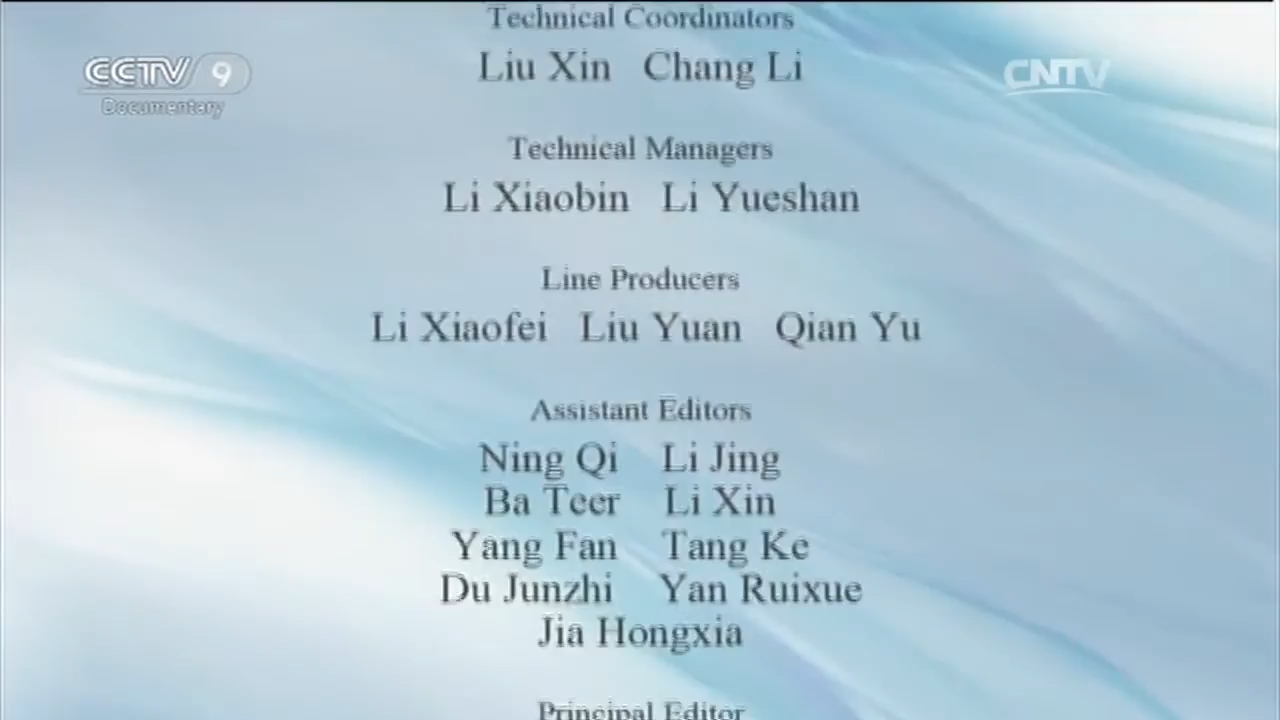 Technical Coordinators
CCTV 9
Documentary
Liu Xin Chang Li
CNTV
Technical Managers
Li Xiaobin Li Yueshan
Line Producers
Li Xiaofei Liu Yuan Qian Yu
Assistant Editors
Ning Qi Li Jing
Ba Teer Li Xin
Yang Fan Tang Ke
Du Junzhi Yan Ruixue
Jia Hongxia
Principal Editor